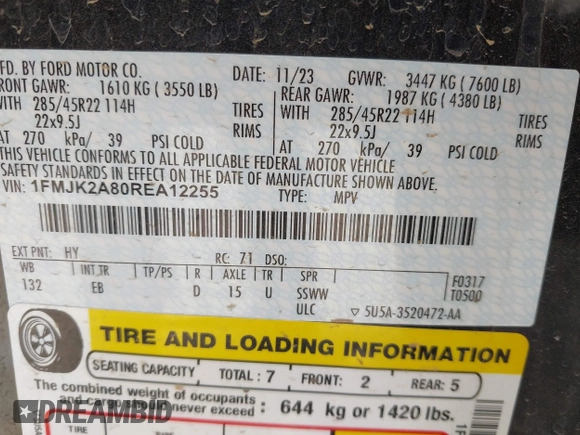 FD. BY FORD MOTOR CO.
DATE: 11/23 GVWR: 3447 KG ( 7600 LB)
RONT GAWR: 1610 KG ( 3550 LB)
REAR GAWR: 1987 KG ( 4380 LB)
WITH 285/45R22 114H TIRES
WITH 285/45R22 114H TIRES
22x9.5J RIMS
22x9.5J RIMS
AT 270 kPa/ 39 PSI COLD
AT 270 kPa/ 39 PSI COLD
THIS VEHICLE CONFORMS TO ALL APPLICABLE FEDERAL MOTOR VEHICLE
SAFETY STANDARDS IN EFFECT ON THE DATE OF MANUFACTURE SHOWN ABOVE.
VIN: 1FMJK2A80REA12255 TYPE: MPV
EXT PNT: HY RC: 71 DSO:
WB INT TR TP/PS R AXLE TR SPR F0317
132 EB D 15 U SSWW T0500
ULC ▽ 5U5A-3520472-AA
TIRE AND LOADING INFORMATION
SEATING CAPACITY TOTAL: 7 FRONT: 2 REAR: 5
The combined weight of occupants
and cargo should never exceed : 644 kg or 1420 lbs.
DREAMBID